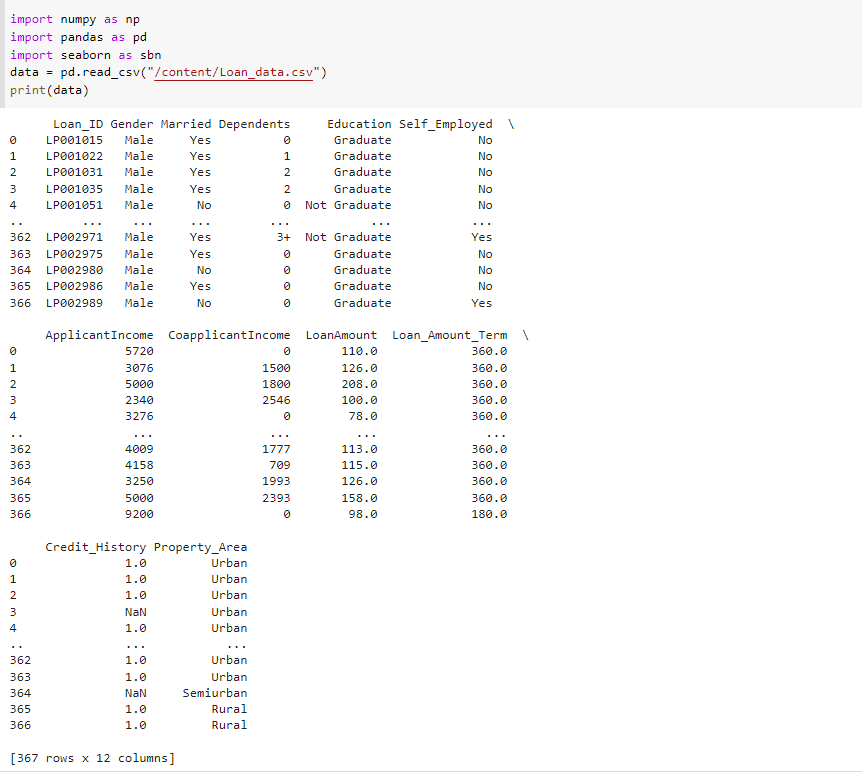 import numpy as np
import pandas as pd
import seaborn as sbn
data = pd.read_csv("/content/Loan_data.csv")
print(data)
Loan_ID Gender Married Dependents Education Self_Employed \
0 LP001015 Male Yes 0 Graduate No
1 LP001022 Male Yes 1 Graduate No
2 LP001031 Male Yes 2 Graduate No
3 LP001035 Male Yes 2 Graduate No
4 LP001051 Male No 0 Not Graduate No
.. ... ... ... ... ... ...
362 LP002971 Male Yes 3+ Not Graduate Yes
363 LP002975 Male Yes 0 Graduate No
364 LP002980 Male No 0 Graduate No
365 LP002986 Male Yes 0 Graduate No
366 LP002989 Male No 0 Graduate Yes
ApplicantIncome CoapplicantIncome LoanAmount Loan_Amount_Term \
0 5720 0 110.0 360.0
1 3076 1500 126.0 360.0
2 5000 1800 208.0 360.0
3 2340 2546 100.0 360.0
4 3276 0 78.0 360.0
.. ... ... ... ...
362 4009 1777 113.0 360.0
363 4158 709 115.0 360.0
364 3250 1993 126.0 360.0
365 5000 2393 158.0 360.0
366 9200 0 98.0 180.0
Credit_History Property_Area
0 1.0 Urban
1 1.0 Urban
2 1.0 Urban
3 NaN Urban
4 1.0 Urban
.. ... ...
362 1.0 Urban
363 1.0 Urban
364 NaN Semiurban
365 1.0 Rural
366 1.0 Rural
[367 rows x 12 columns]